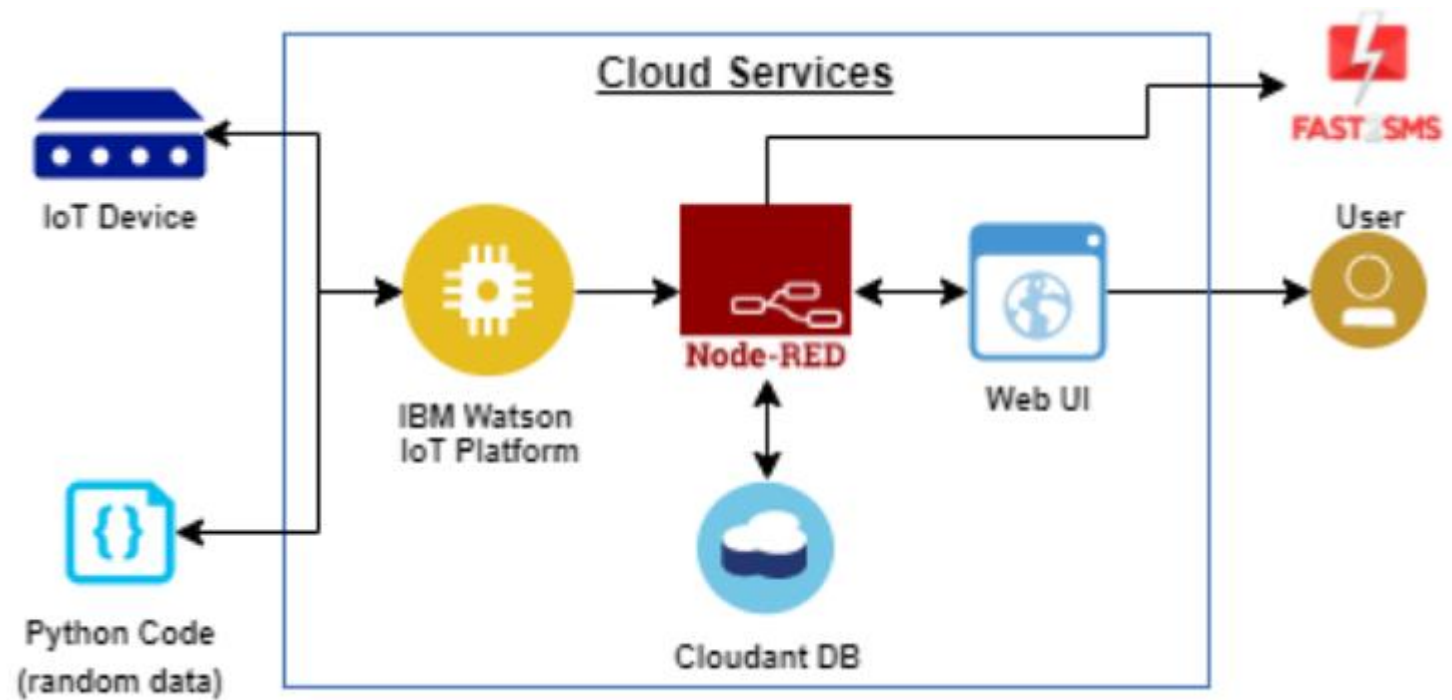 Cloud Services
FAST2SMS
IoT Device
User
Node-RED
Web UI
IBM Watson
IoT Platform
Python Code
(random data)
Cloudant DB